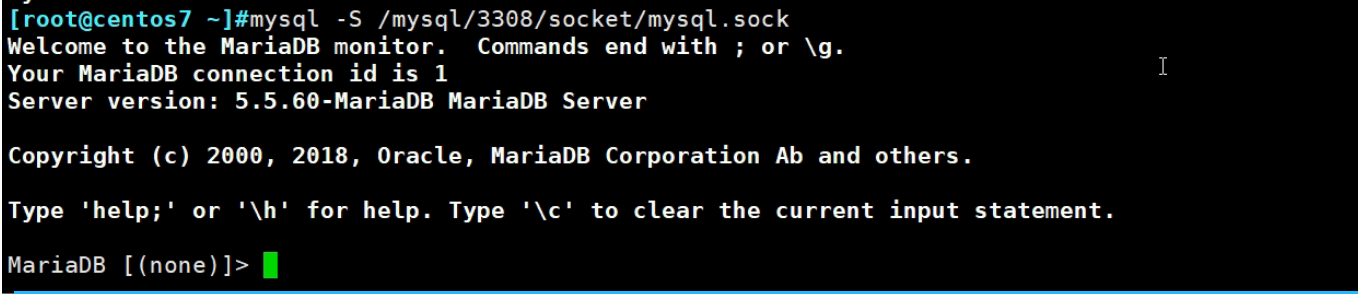 [root@centos7 ~]#mysql -S /mysql/3308/socket/mysql.sock
Welcome to the MariaDB monitor.  Commands end with ; or \g.
Your MariaDB connection id is 1
Server version: 5.5.60-MariaDB MariaDB Server
Copyright (c) 2000, 2018, Oracle, MariaDB Corporation Ab and others.
Type 'help;' or '\h' for help. Type '\c' to clear the current input statement.
MariaDB [(none)]>